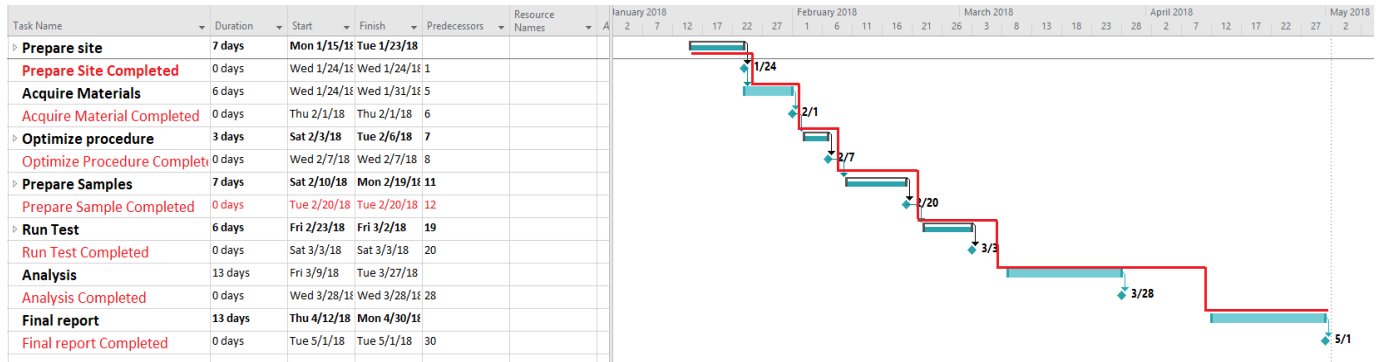 Task Name Duration Start Finish Predecessors Resource Names A
January 2018 February 2018 March 2018 April 2018 May 2018
2 7 12 17 22 27 1 6 11 16 21 26 3 8 13 18 23 28 2 7 12 17 22 27 2
Prepare site 7 days Mon 1/15/18 Tue 1/23/18
Prepare Site Completed 0 days Wed 1/24/18 Wed 1/24/18 1 1/24
Acquire Materials 6 days Wed 1/24/18 Wed 1/31/18 5
Acquire Material Completed 0 days Thu 2/1/18 Thu 2/1/18 6 2/1
Optimize procedure 3 days Sat 2/3/18 Tue 2/6/18 7
Optimize Procedure Complete 0 days Wed 2/7/18 Wed 2/7/18 8 2/7
Prepare Samples 7 days Sat 2/10/18 Mon 2/19/18 11
Prepare Sample Completed 0 days Tue 2/20/18 Tue 2/20/18 12 2/20
Run Test 6 days Fri 2/23/18 Fri 3/2/18 19
Run Test Completed 0 days Sat 3/3/18 Sat 3/3/18 20 3/3
Analysis 13 days Fri 3/9/18 Tue 3/27/18
Analysis Completed 0 days Wed 3/28/18 Wed 3/28/18 28 3/28
Final report 13 days Thu 4/12/18 Mon 4/30/18
Final report Completed 0 days Tue 5/1/18 Tue 5/1/18 30 5/1